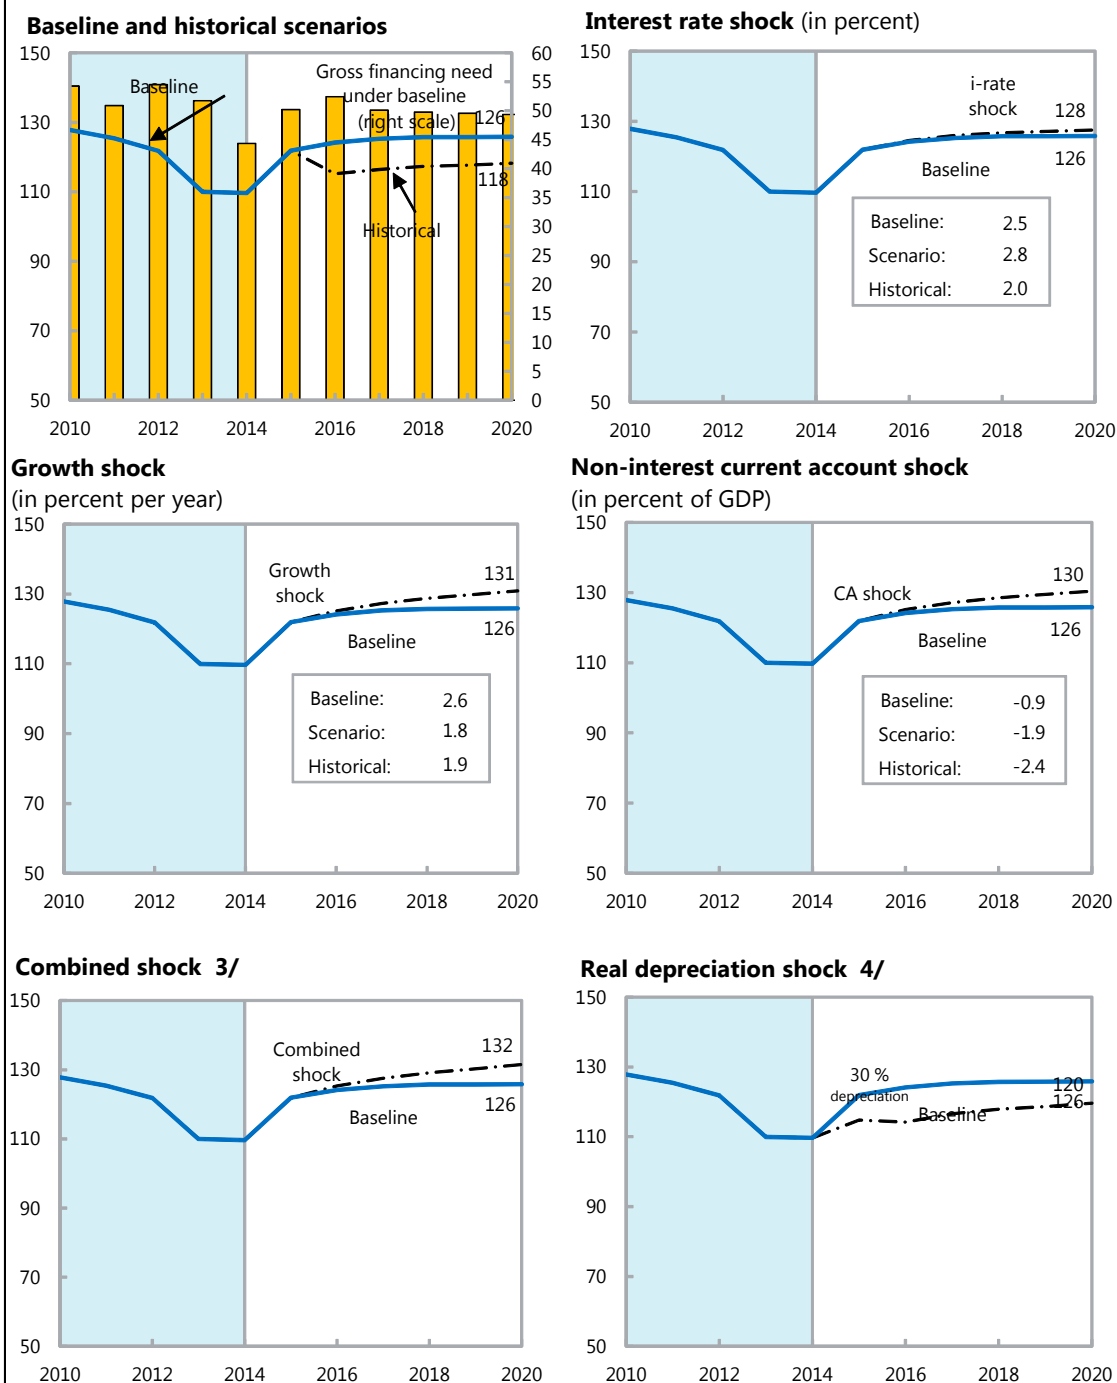 Baseline and historical scenarios
150
130
110
90
70
50
60
55
50
45
40
35
30
25
20
15
10
5
0
Baseline
Gross financing need
under baseline
(right scale)
126
118
Historical
2010 2012 2014 2016 2018 2020
Interest rate shock (in percent)
150
130
110
90
70
50
i-rate
shock
128
126
Baseline
Baseline: 2.5
Scenario: 2.8
Historical: 2.0
2010 2012 2014 2016 2018 2020
Growth shock
(in percent per year)
150
130
110
90
70
50
Growth
shock
131
126
Baseline
Baseline: 2.6
Scenario: 1.8
Historical: 1.9
2010 2012 2014 2016 2018 2020
Non-interest current account shock
(in percent of GDP)
150
130
110
90
70
50
CA shock
130
126
Baseline
Baseline: -0.9
Scenario: -1.9
Historical: -2.4
2010 2012 2014 2016 2018 2020
Combined shock 3/
150
130
110
90
70
50
Combined
shock
132
126
Baseline
2010 2012 2014 2016 2018 2020
Real depreciation shock 4/
150
130
110
90
70
50
30 %
depreciation
120
126
Baseline
2010 2012 2014 2016 2018 2020